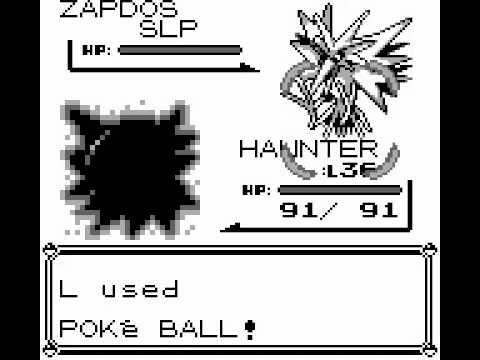 ZAPDOS
SLP
HP:
HAUNTER
:L36
HP:
91/ 91
L used
POKé BALL!